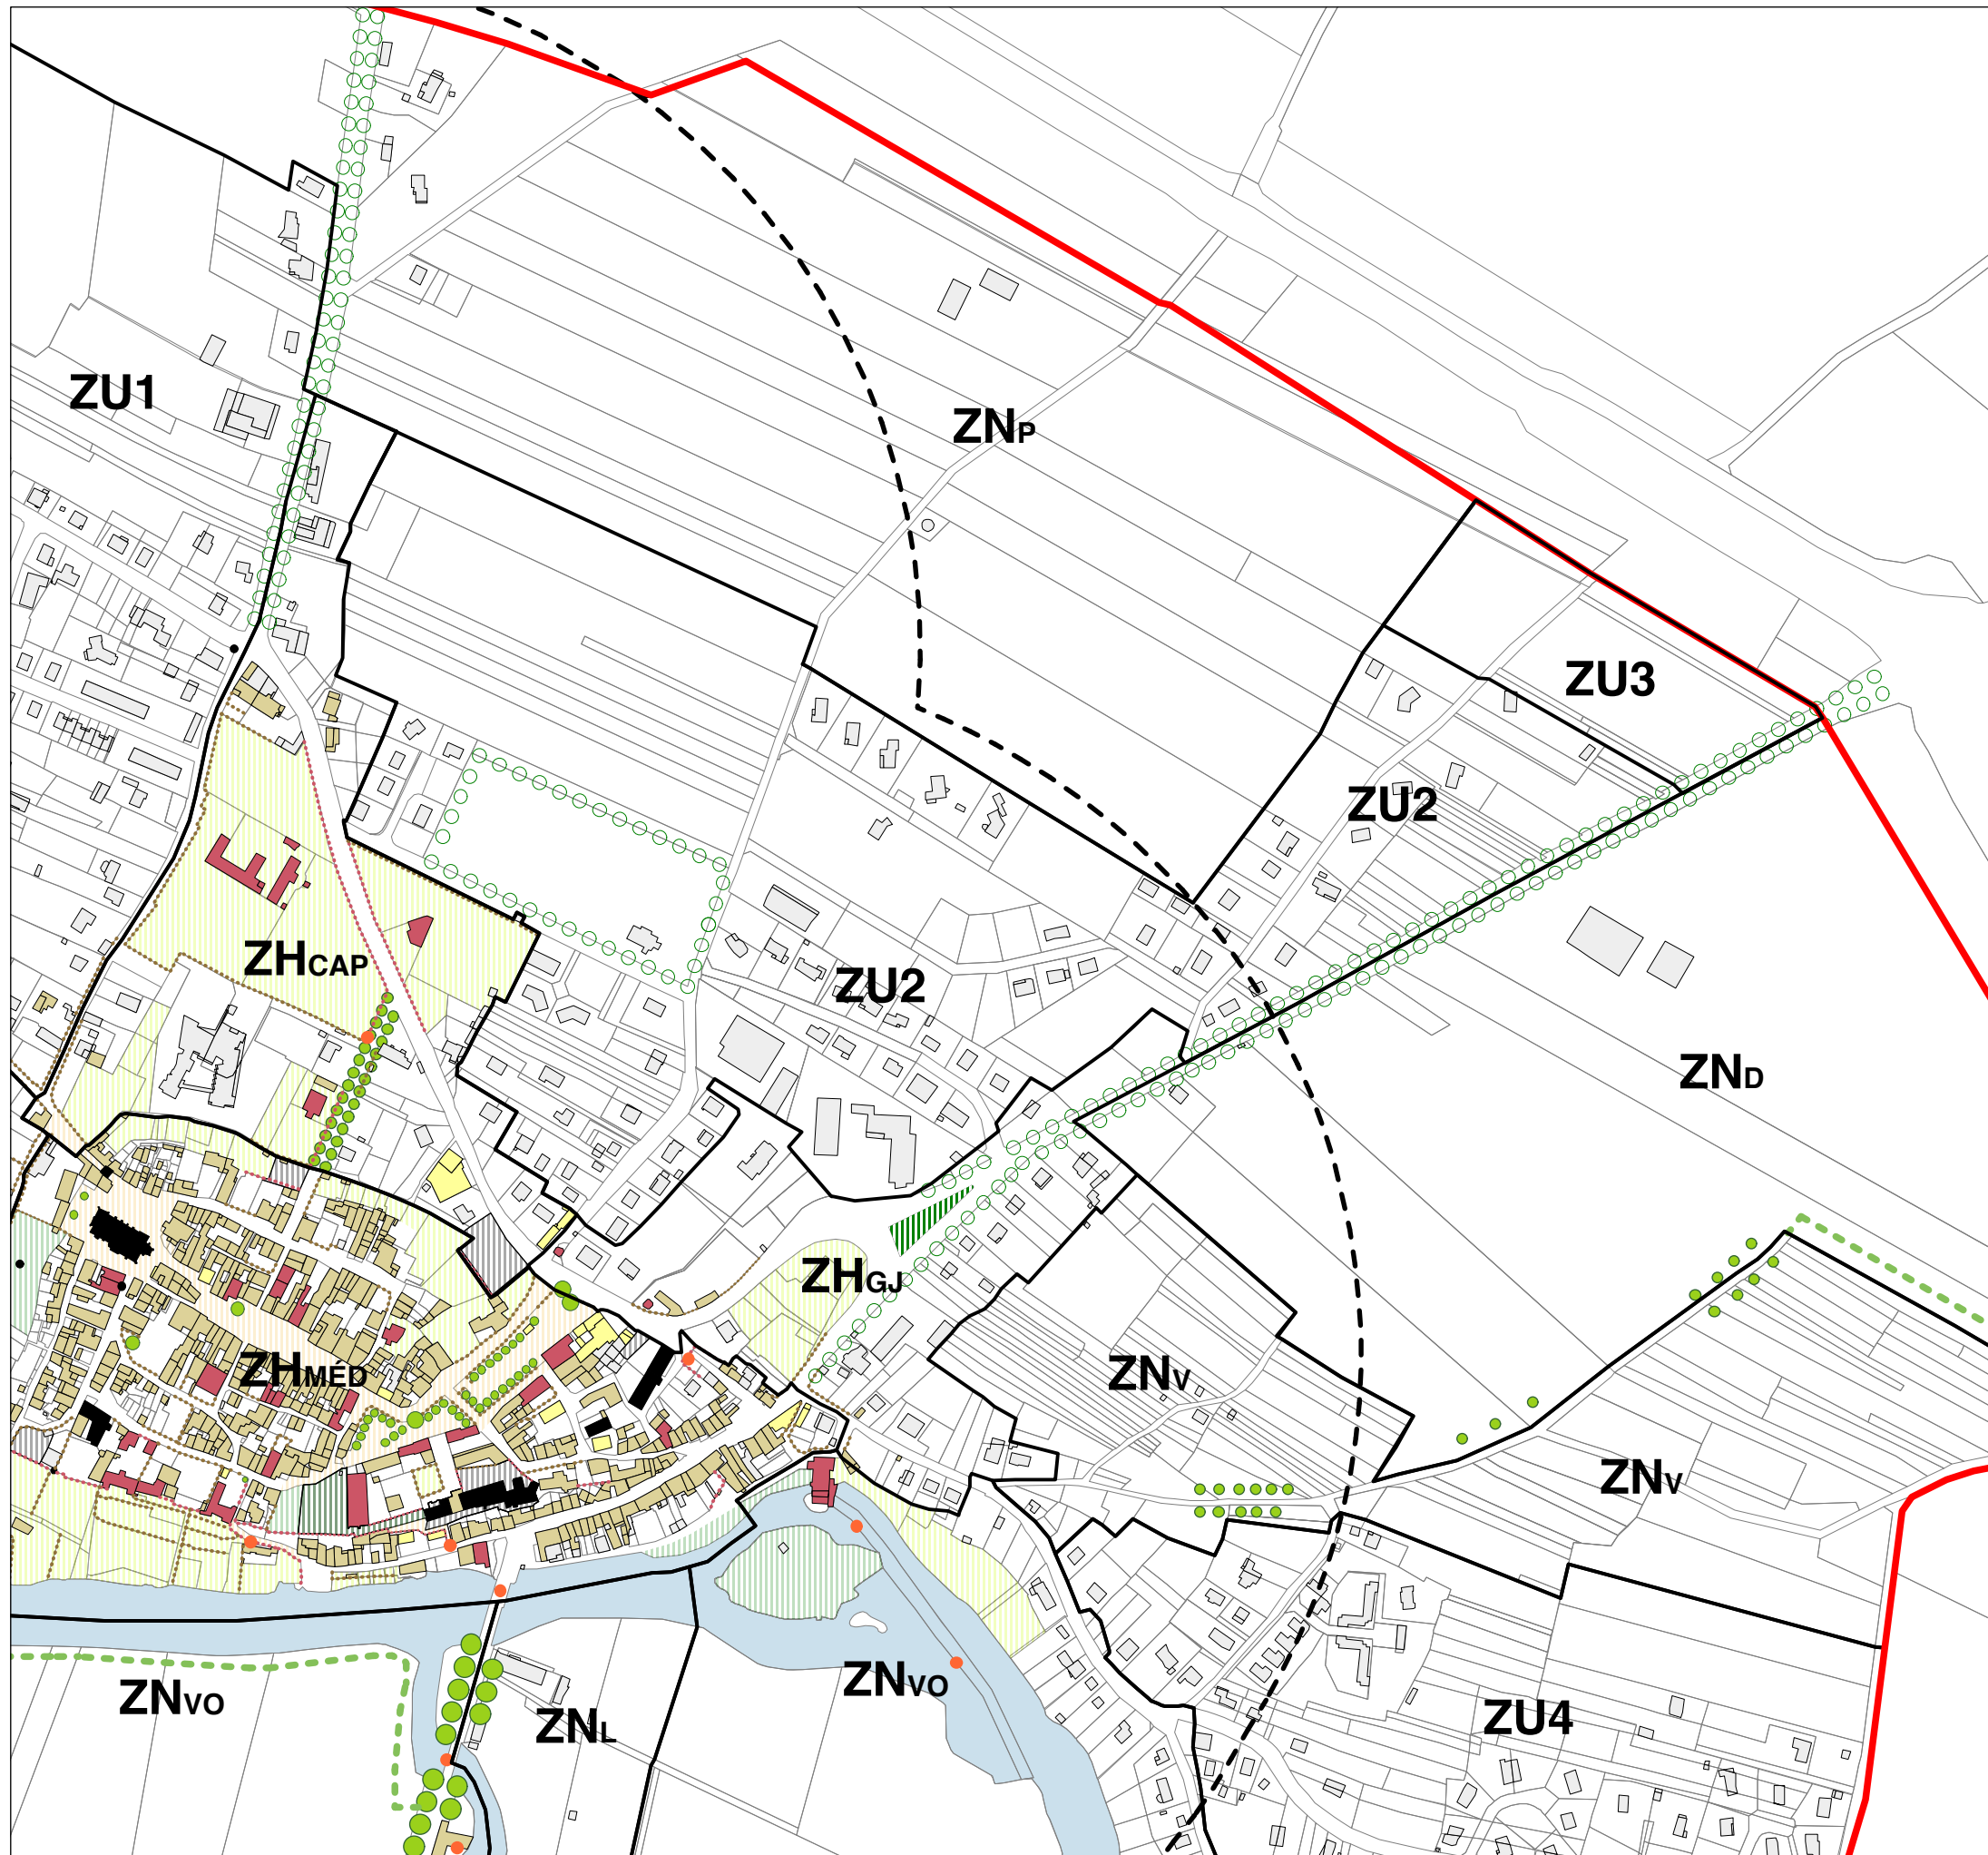 ZU1
ZNP
ZU3
ZU2
ZHCAP
ZU2
ZND
ZHGJ
ZHMÉD
ZNV
ZNV
ZNVO
ZNVO
ZNL
ZU4